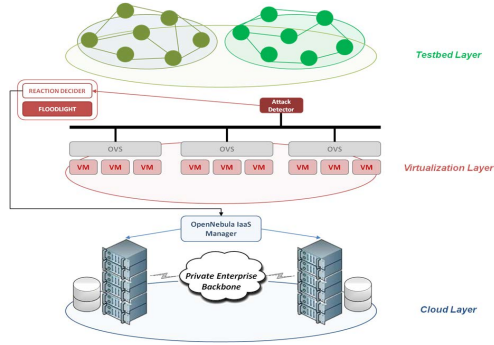 Testbed Layer
REACTION DECIDER
FLOODLIGHT
Attack
Detector
OVS OVS OVS
VM VM VM VM VM VM VM VM VM
Virtualization Layer
OpenNebula IaaS
Manager
Private Enterprise
Backbone
Cloud Layer